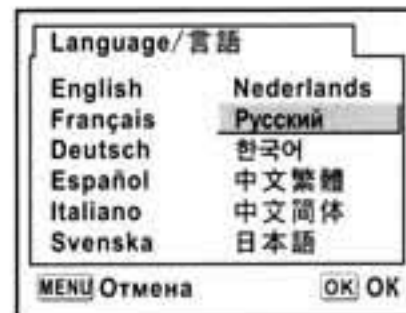 Language/言語
English Nederlands
Français Русский
Deutsch 한국어
Español 中文繁體
Italiano 中文简体
Svenska 日本語
MENU Отмена OK OK